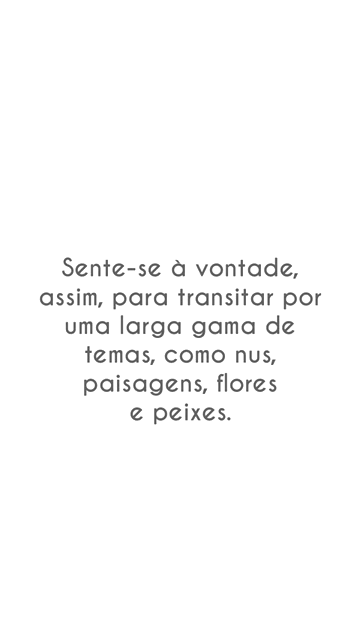 Sente-se à vontade,
assim, para transitar por
uma larga gama de
temas, como nus,
paisagens, flores
e peixes.